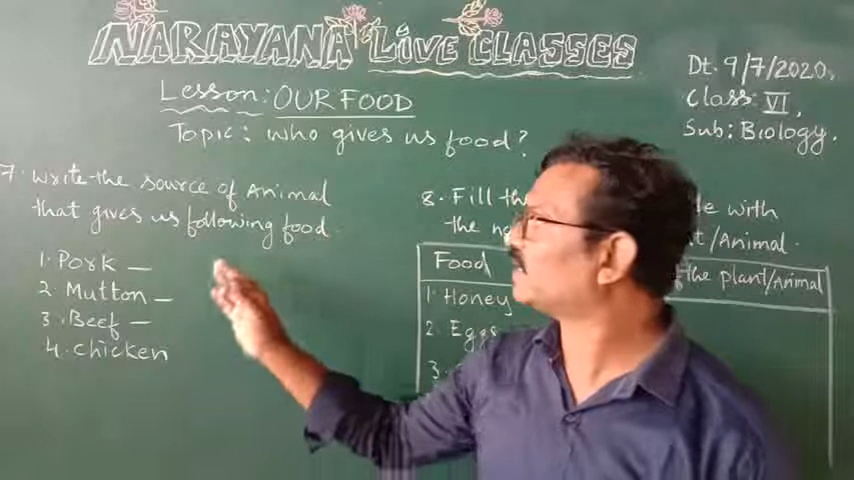 NARAYANA LIVE CLASSES
Dt. 9/7/2020,
Class: VI,
Sub: Biology.
Lesson: OUR FOOD
Topic: who gives us food?
7. write the source of Animal
that gives us following food.
1. Pork —
2. Mutton —
3. Beef —
4. chicken
8. Fill the with
the /Animal.
Food the plant/Animal
1. Honey
2. Eggs
3.